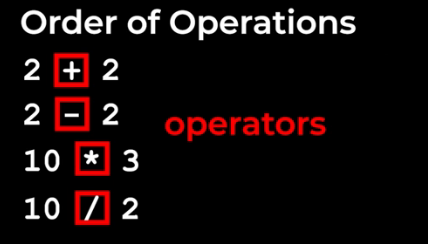 Order of Operations
2 + 2
2 - 2
operators
10 * 3
10 / 2